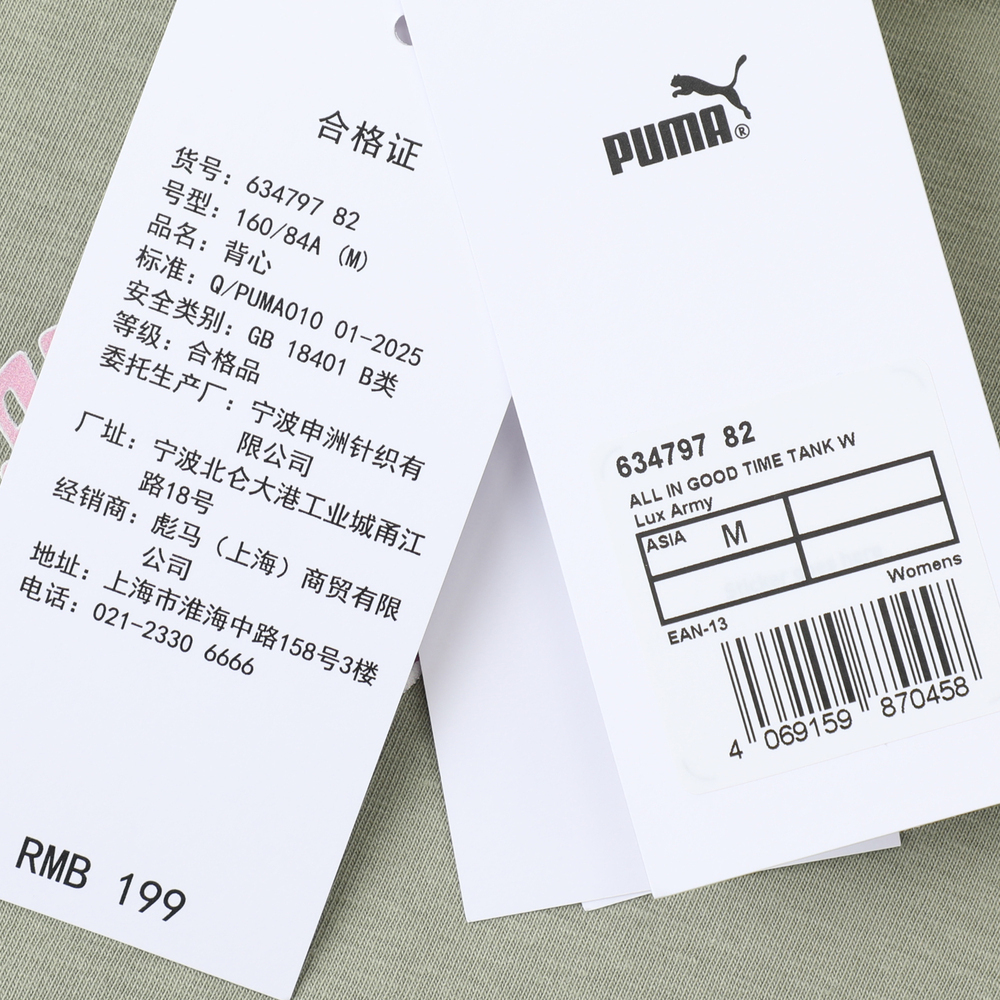 合格证
货号：634797 82
号型：160/84A (M)
品名：背心
标准：Q/PUMA010 01-2025
安全类别：GB 18401 B类
等级：合格品
委托生产厂：宁波申洲针织有
限公司
厂址：宁波北仑大港工业城甬江
路18号
经销商：彪马（上海）商贸有限
公司
地址：上海市淮海中路158号3楼
电话：021-2330 6666
RMB 199
PUMA®
634797 82
ALL IN GOOD TIME TANK W
Lux Army
ASIA M
Womens
EAN-13
4 069159 870458